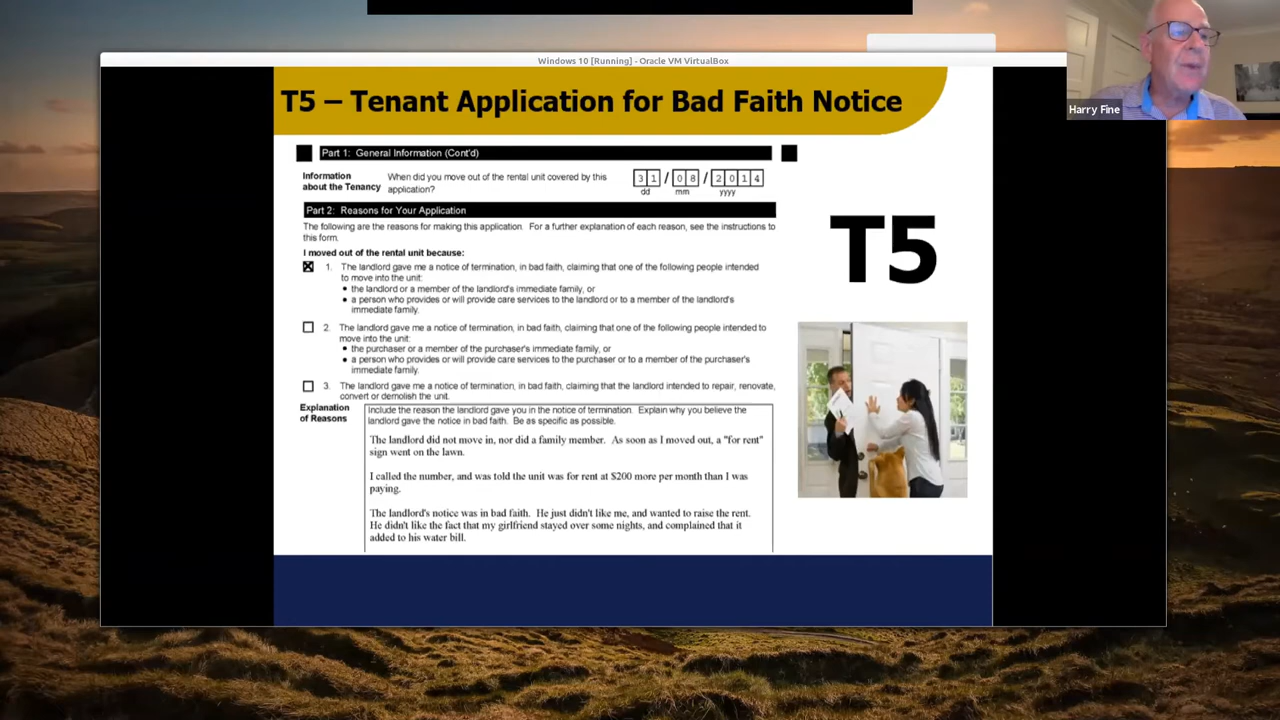 Windows 10 [Running] - Oracle VM VirtualBox
Harry Fine
T5 – Tenant Application for Bad Faith Notice
Part 1: General Information (Cont'd)
Information
about the Tenancy
When did you move out of the rental unit covered by this
application?
31 / 08 / 2014
dd mm yyyy
Part 2: Reasons for Your Application
The following are the reasons for making this application. For a further explanation of each reason, see the instructions to
this form.
I moved out of the rental unit because:
1. The landlord gave me a notice of termination, in bad faith, claiming that one of the following people intended
to move into the unit:
• the landlord or a member of the landlord's immediate family, or
• a person who provides or will provide care services to the landlord or to a member of the landlord's
immediate family.
2. The landlord gave me a notice of termination, in bad faith, claiming that one of the following people intended to
move into the unit:
• the purchaser or a member of the purchaser's immediate family, or
• a person who provides or will provide care services to the purchaser or to a member of the purchaser's
immediate family.
3. The landlord gave me a notice of termination, in bad faith, claiming that the landlord intended to repair, renovate,
convert or demolish the unit.
Explanation
of Reasons
Include the reason the landlord gave you in the notice of termination. Explain why you believe the
landlord gave the notice in bad faith. Be as specific as possible.
The landlord did not move in, nor did a family member. As soon as I moved out, a "for rent"
sign went on the lawn.
I called the number, and was told the unit was for rent at $200 more per month than I was
paying.
The landlord's notice was in bad faith. He just didn't like me, and wanted to raise the rent.
He didn't like the fact that my girlfriend stayed over some nights, and complained that it
added to his water bill.
T5